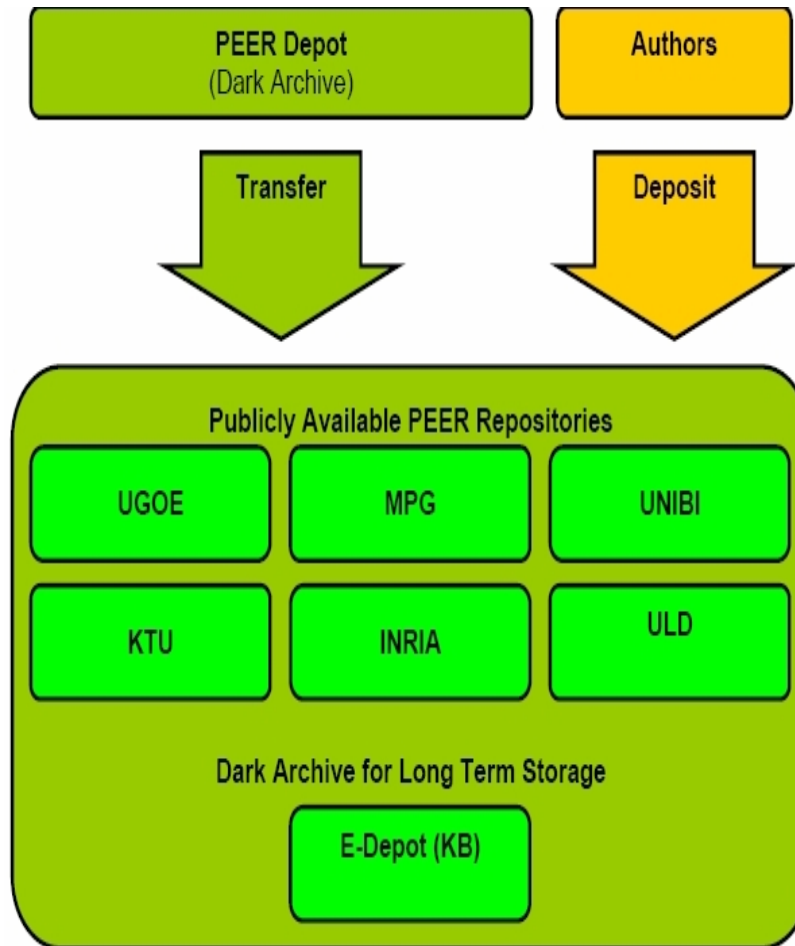 PEER Depot
(Dark Archive)
Authors
Transfer
Deposit
Publicly Available PEER Repositories
UGOE
MPG
UNIBI
KTU
INRIA
ULD
Dark Archive for Long Term Storage
E-Depot (KB)